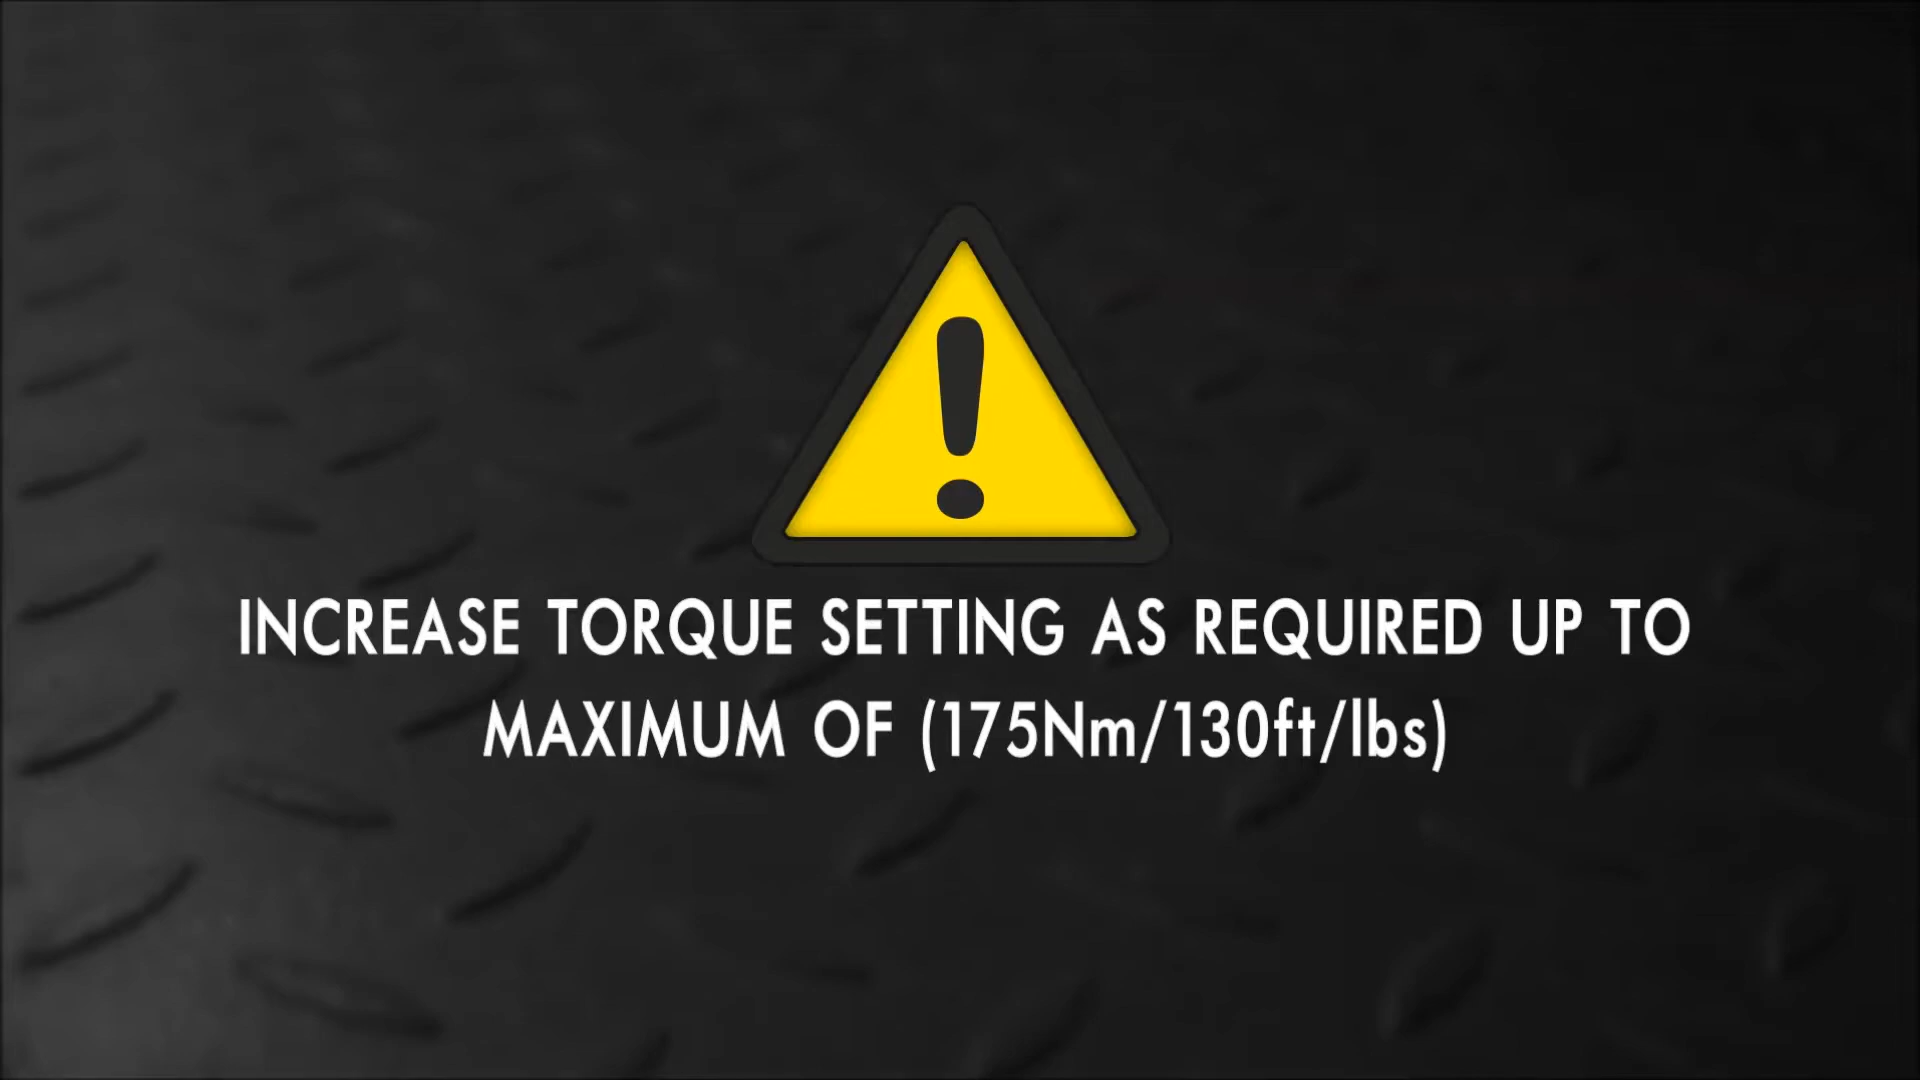 INCREASE TORQUE SETTING AS REQUIRED UP TO
MAXIMUM OF (175Nm/130ft/lbs)